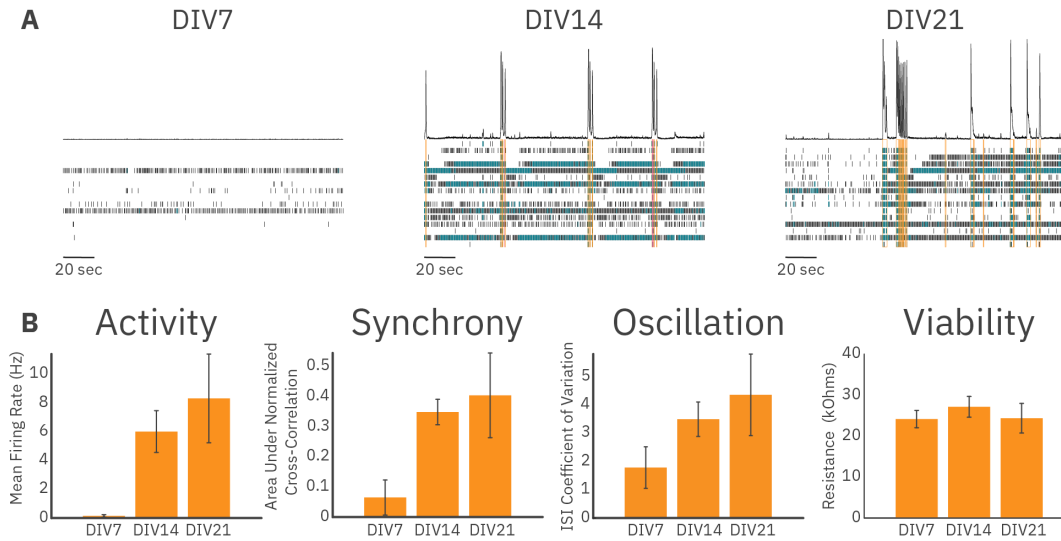 A
DIV7
DIV14
DIV21
20 sec
20 sec
20 sec
B
Activity
Synchrony
Oscillation
Viability
Mean Firing Rate (Hz)
10
8
6
4
2
0
DIV7 DIV14 DIV21
Area Under Normalized
Cross-Correlation
0.5
0.4
0.3
0.2
0.1
0
DIV7 DIV14 DIV21
ISI Coefficient of Variation
5
4
3
2
1
0
DIV7 DIV14 DIV21
Resistance (kOhms)
40
30
20
10
0
DIV7 DIV14 DIV21